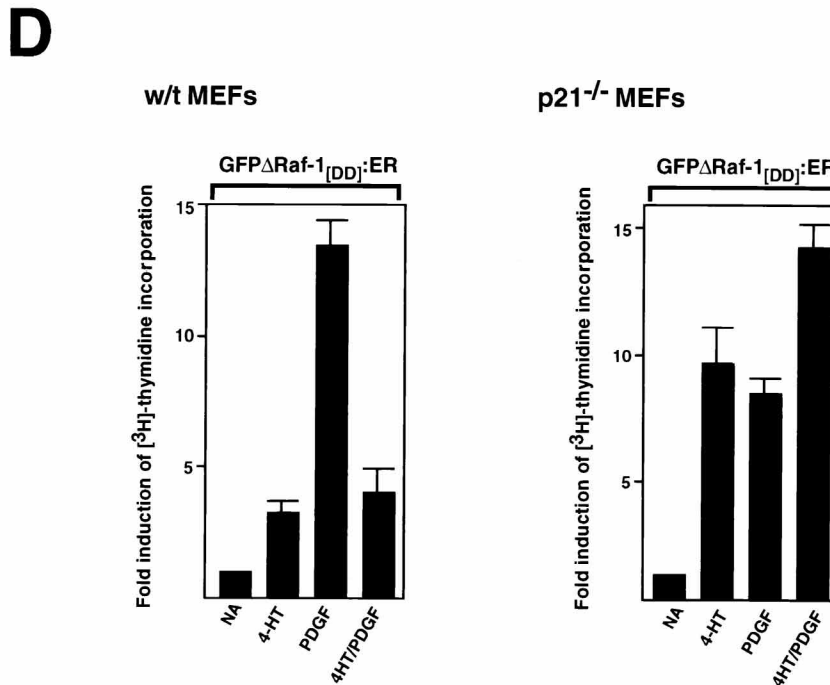 D
w/t MEFs
GFPΔRaf-1[DD]:ER
Fold induction of [³H]-thymidine incorporation
15
10
5
NA
4-HT
PDGF
4HT/PDGF
p21-/- MEFs
GFPΔRaf-1[DD]:ER
Fold induction of [³H]-thymidine incorporation
15
10
5
NA
4-HT
PDGF
4HT/PDGF